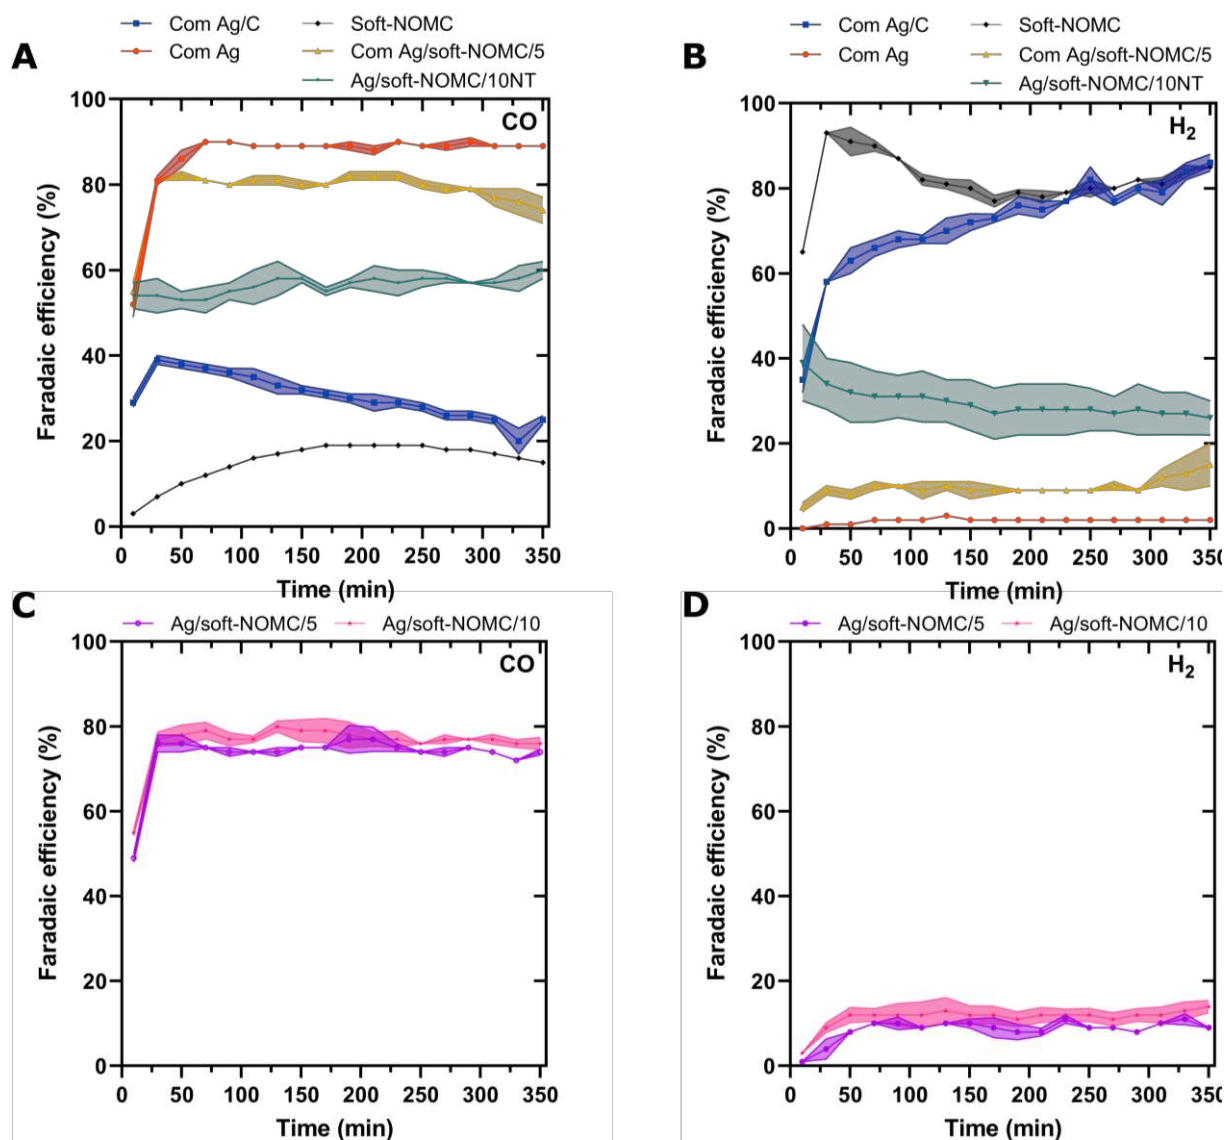 A
Com Ag/C
Soft-NOMC
Com Ag
Com Ag/soft-NOMC/5
Ag/soft-NOMC/10NT
CO
Faradaic efficiency (%)
100
80
60
40
20
0
0 50 100 150 200 250 300 350
Time (min)
B
Com Ag/C
Soft-NOMC
Com Ag
Com Ag/soft-NOMC/5
Ag/soft-NOMC/10NT
H₂
Faradaic efficiency (%)
100
80
60
40
20
0
0 50 100 150 200 250 300 350
Time (min)
C
Ag/soft-NOMC/5 Ag/soft-NOMC/10
CO
Faradaic efficiency (%)
100
80
60
40
20
0
0 50 100 150 200 250 300 350
Time (min)
D
Ag/soft-NOMC/5 Ag/soft-NOMC/10
H₂
Faradaic efficiency (%)
100
80
60
40
20
0
0 50 100 150 200 250 300 350
Time (min)